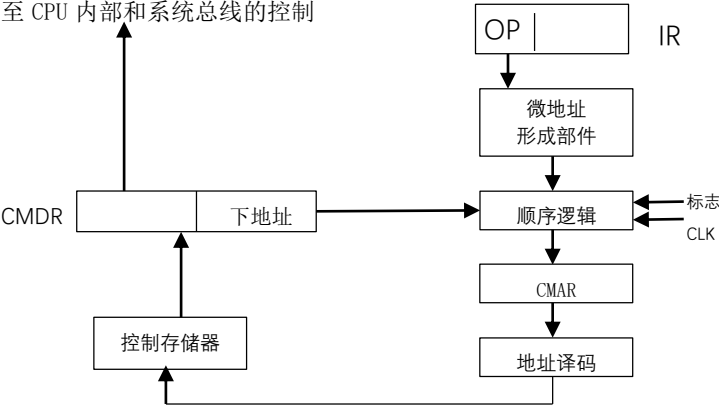 至 CPU 内部和系统总线的控制
OP
IR
微地址
形成部件
CMDR
下地址
顺序逻辑
标志
CLK
CMAR
控制存储器
地址译码